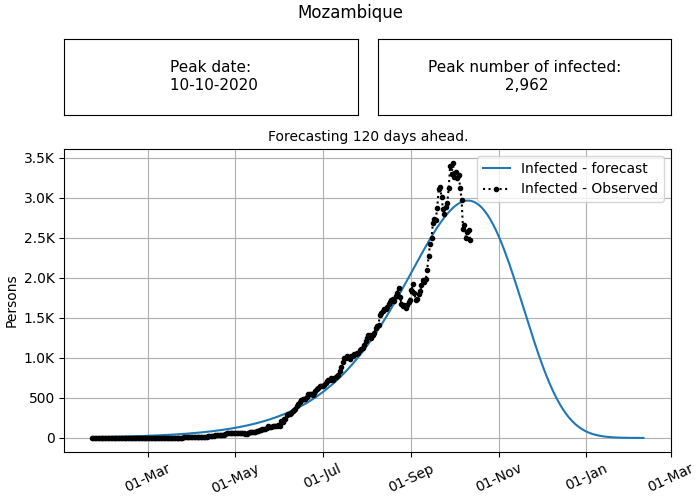 Mozambique
Peak date:
10-10-2020
Peak number of infected:
2,962
Forecasting 120 days ahead.
Infected - forecast
Infected - Observed
Persons
3.5K
3.0K
2.5K
2.0K
1.5K
1.0K
500
0
01-Mar
01-May
01-Jul
01-Sep
01-Nov
01-Jan
01-Mar